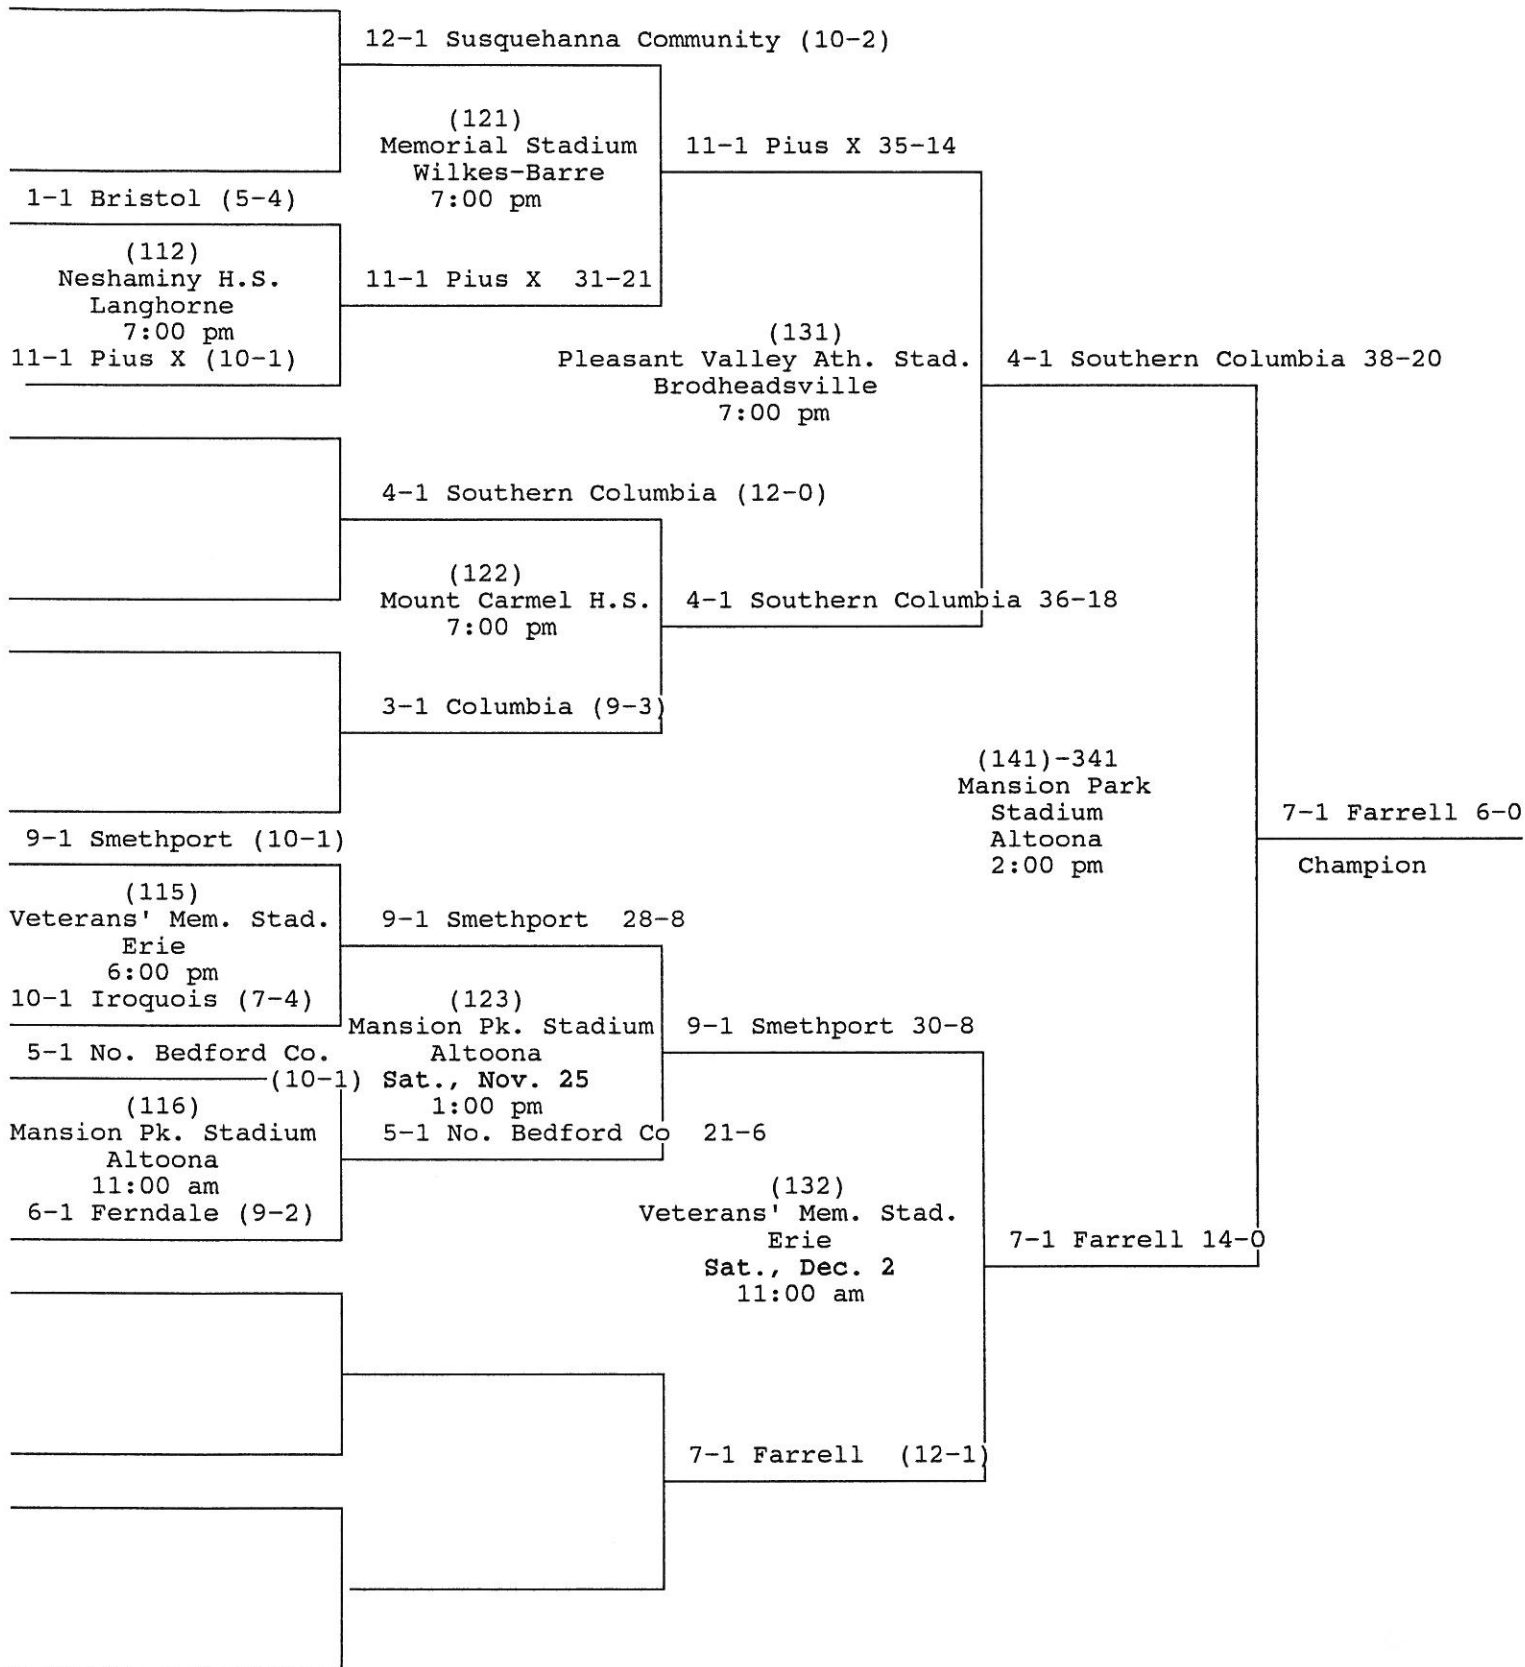 12-1 Susquehanna Community (10-2)
(121)
Memorial Stadium
Wilkes-Barre
7:00 pm
11-1 Pius X 35-14
1-1 Bristol (5-4)
(112)
Neshaminy H.S.
Langhorne
7:00 pm
11-1 Pius X (10-1)
11-1 Pius X 31-21
(131)
Pleasant Valley Ath. Stad.
Brodheadsville
7:00 pm
4-1 Southern Columbia 38-20
4-1 Southern Columbia (12-0)
(122)
Mount Carmel H.S.
7:00 pm
4-1 Southern Columbia 36-18
3-1 Columbia (9-3)
(141)-341
Mansion Park
Stadium
Altoona
2:00 pm
7-1 Farrell 6-0
Champion
9-1 Smethport (10-1)
(115)
Veterans' Mem. Stad.
Erie
6:00 pm
10-1 Iroquois (7-4)
9-1 Smethport 28-8
(123)
Mansion Pk. Stadium
Altoona
Sat., Nov. 25
1:00 pm
9-1 Smethport 30-8
5-1 No. Bedford Co.
(10-1)
(116)
Mansion Pk. Stadium
Altoona
11:00 am
6-1 Ferndale (9-2)
5-1 No. Bedford Co 21-6
(132)
Veterans' Mem. Stad.
Erie
Sat., Dec. 2
11:00 am
7-1 Farrell 14-0
7-1 Farrell (12-1)